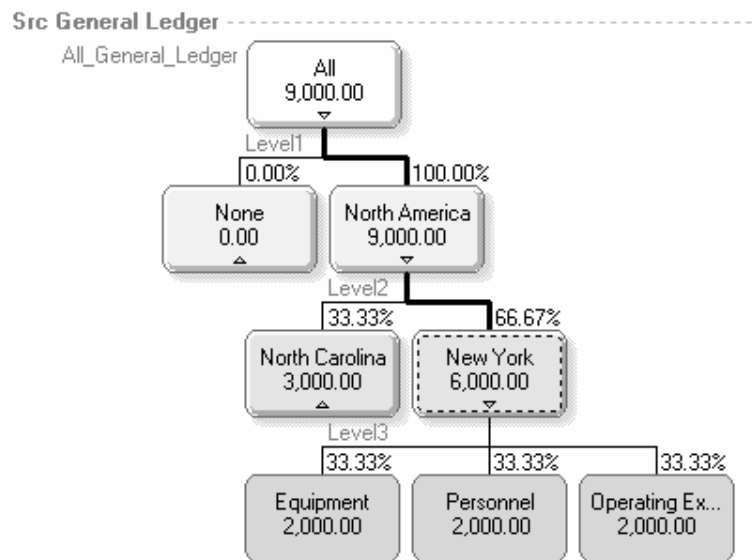 Src General Ledger
All_General_Ledger
All
9,000.00
Level1
0.00%
100.00%
None
0.00
North America
9,000.00
Level2
33.33%
66.67%
North Carolina
3,000.00
New York
6,000.00
Level3
33.33%
33.33%
33.33%
Equipment
2,000.00
Personnel
2,000.00
Operating Ex...
2,000.00